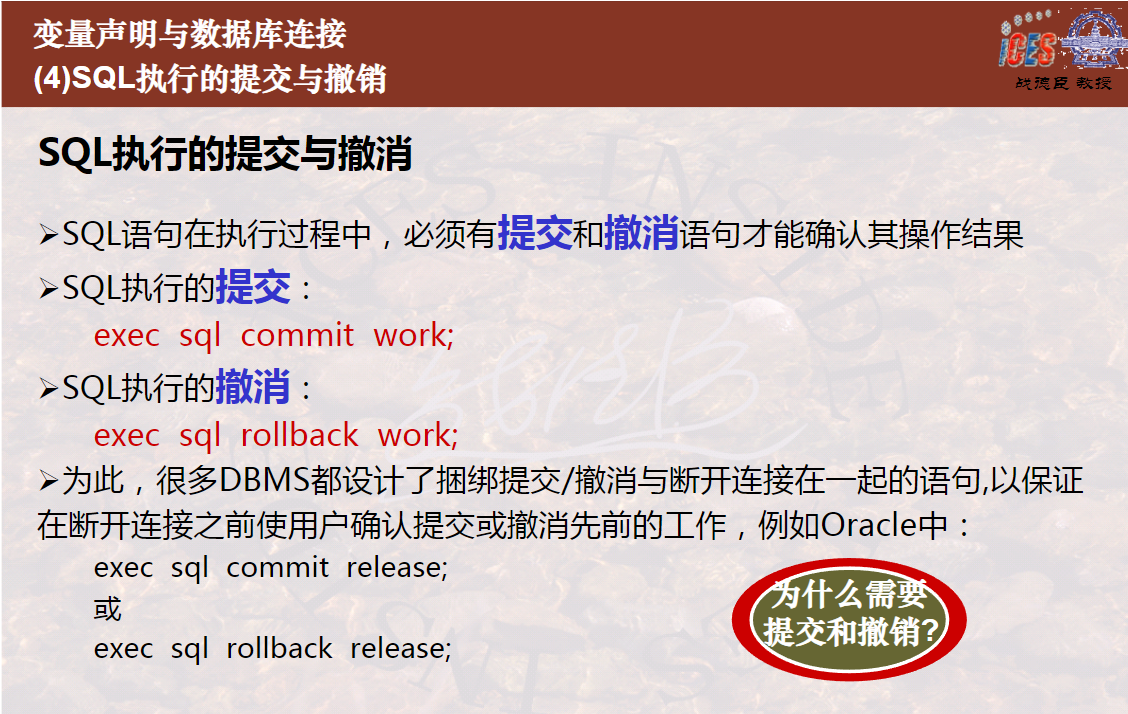 变量声明与数据库连接
(4)SQL执行的提交与撤销
iCES
战德臣 教授
SQL执行的提交与撤消
➢SQL语句在执行过程中，必须有提交和撤消语句才能确认其操作结果
➢SQL执行的提交：
exec sql commit work;
➢SQL执行的撤消：
exec sql rollback work;
➢为此，很多DBMS都设计了捆绑提交/撤消与断开连接在一起的语句,以保证
在断开连接之前使用户确认提交或撤消先前的工作，例如Oracle中：
exec sql commit release;
或
exec sql rollback release;
为什么需要
提交和撤销?